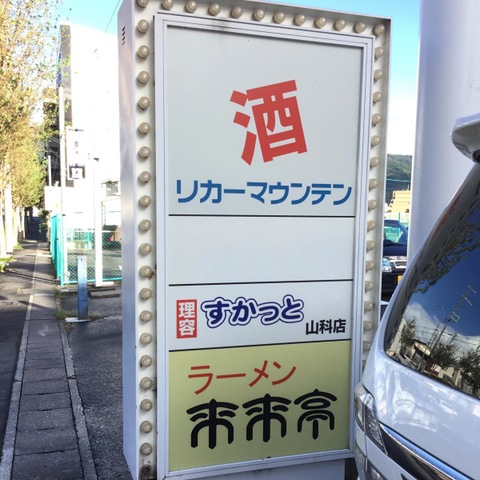 酒
リカーマウンテン
理容 すかっと 山科店
ラーメン
来来亭